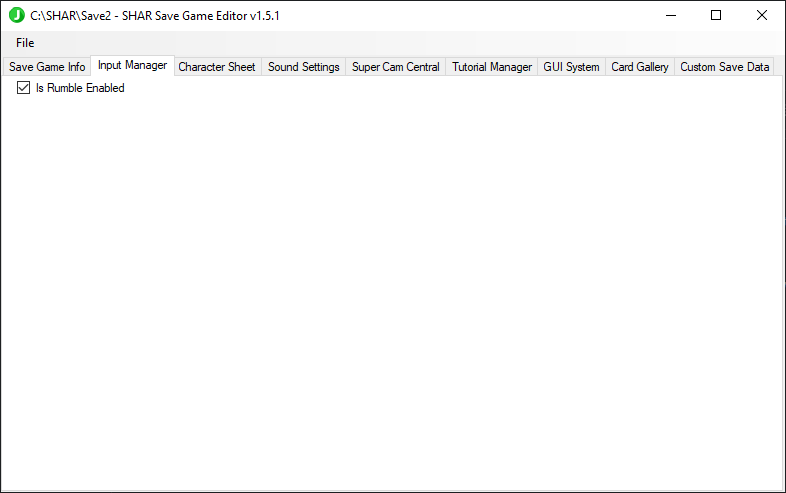 C:\SHAR\Save2 - SHAR Save Game Editor v1.5.1
File
Save Game Info Input Manager Character Sheet Sound Settings Super Cam Central Tutorial Manager GUI System Card Gallery Custom Save Data
Is Rumble Enabled